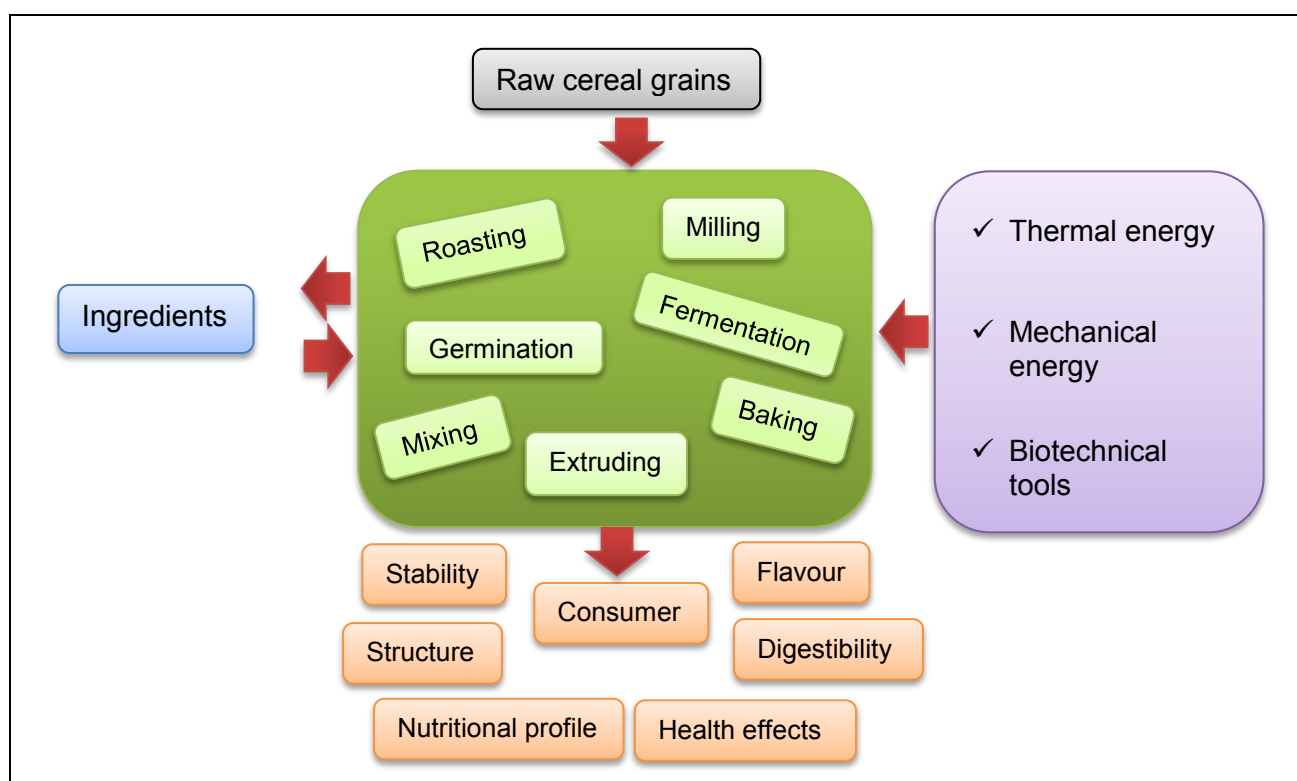 Raw cereal grains
Roasting
Milling
Fermentation
Germination
Mixing
Baking
Extruding
Ingredients
✓ Thermal energy
✓ Mechanical
energy
✓ Biotechnical
tools
Stability
Consumer
Flavour
Structure
Digestibility
Nutritional profile
Health effects